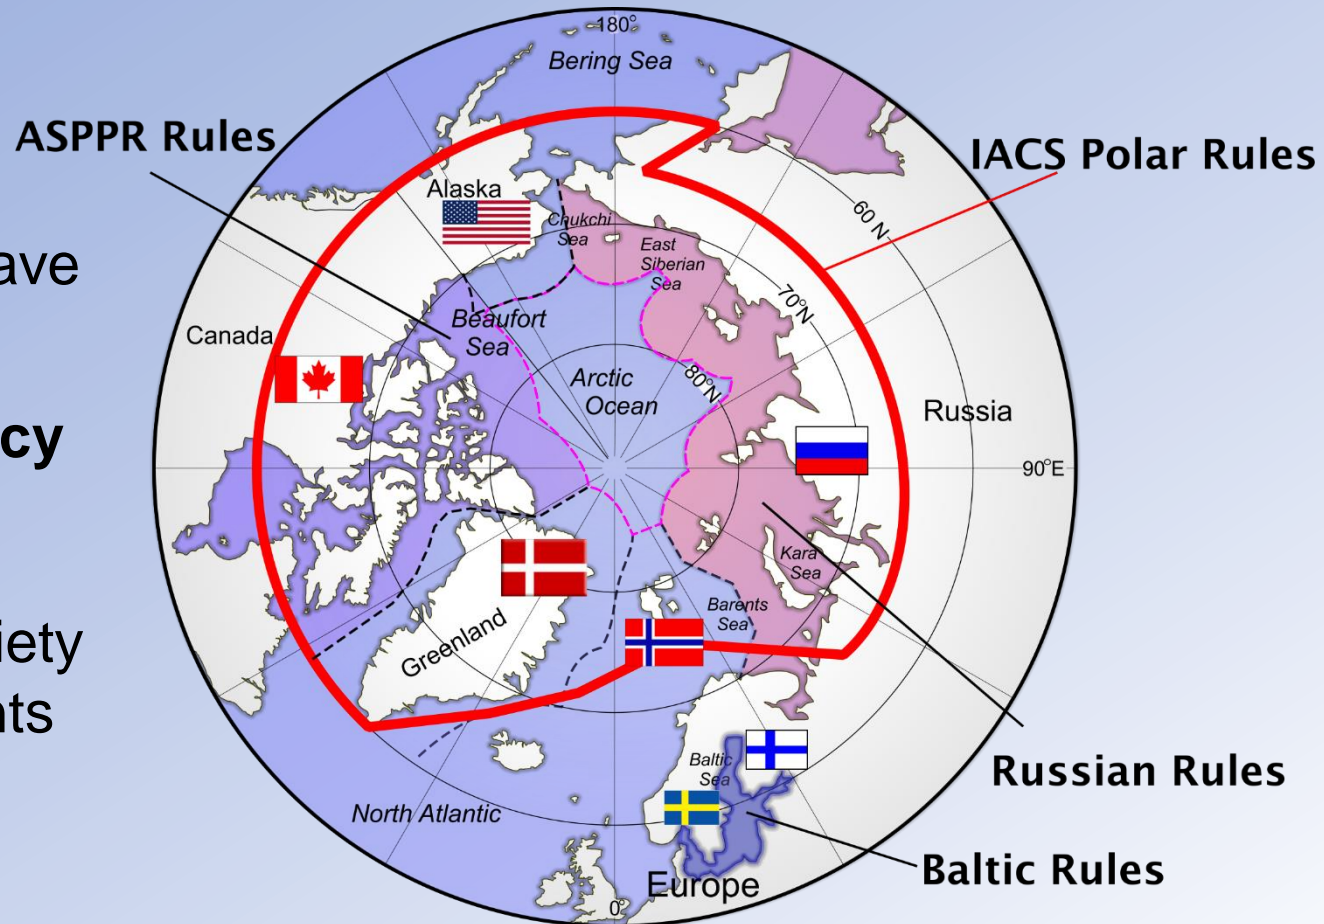 180°
Bering Sea
ASPPR Rules
IACS Polar Rules
Alaska
60 N
Chukchi
Sea
East
Siberian
Sea
ave
70°N
Beaufort
Sea
Canada
Arctic
Ocean
80°N
Russia
cy
90°E
Kara
Sea
Barents
Sea
Greenland
iety
nts
Baltic
Sea
Russian Rules
North Atlantic
Baltic Rules
Europe
0°